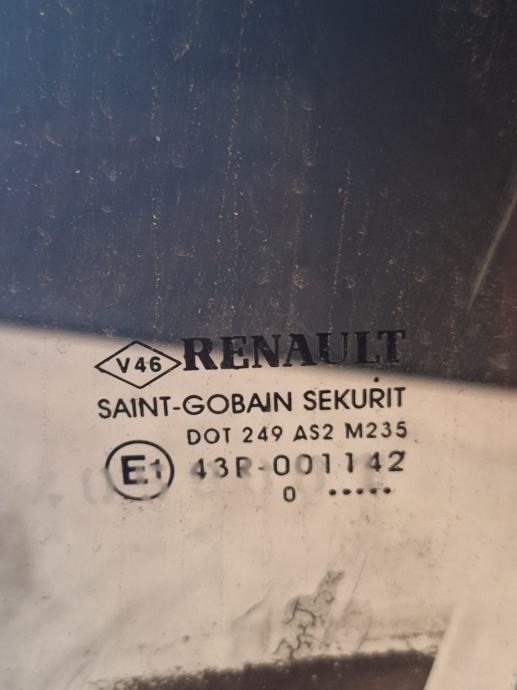 V46 RENAULT
SAINT-GOBAIN SEKURIT
DOT 249 AS2 M235
E1 43R-001142
0 •••••